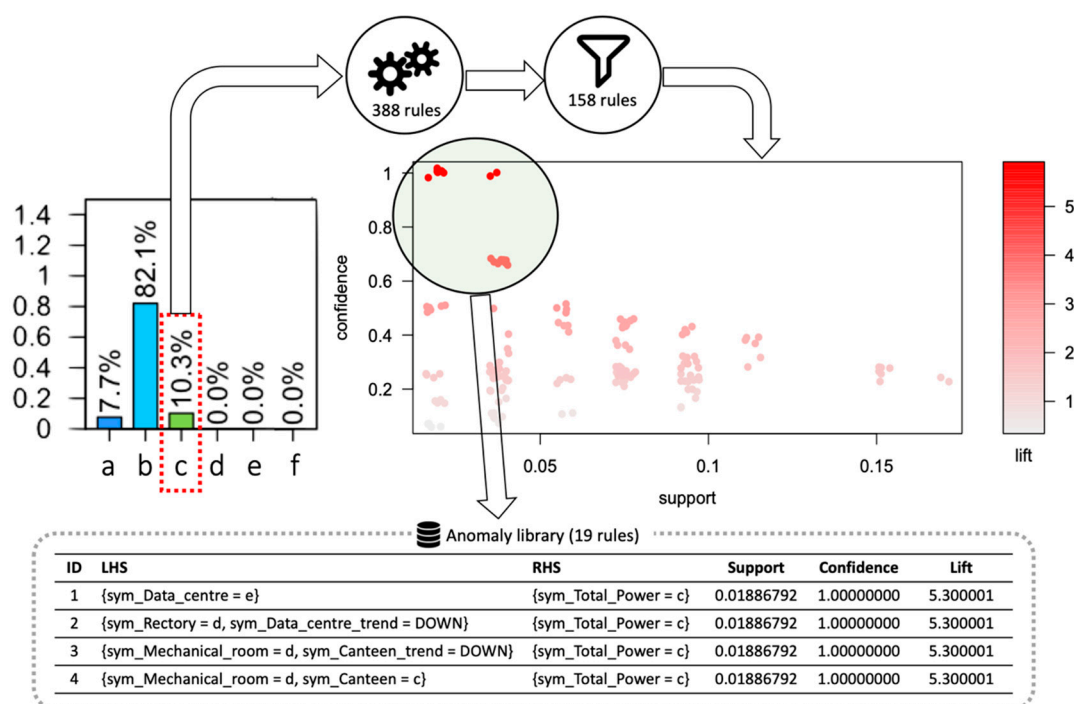 388 rules
158 rules
1.4
1.2
1
0.8
0.6
0.4
0.2
0
7.7%
82.1%
10.3%
0.0%
0.0%
0.0%
a b c d e f
confidence
1
0.8
0.6
0.4
0.2
0.05 0.1 0.15
support
5
4
3
2
1
lift
Anomaly library (19 rules)
ID LHS RHS Support Confidence Lift
1 {sym_Data_centre = e} {sym_Total_Power = c} 0.01886792 1.00000000 5.300001
2 {sym_Rectory = d, sym_Data_centre_trend = DOWN} {sym_Total_Power = c} 0.01886792 1.00000000 5.300001
3 {sym_Mechanical_room = d, sym_Canteen_trend = DOWN} {sym_Total_Power = c} 0.01886792 1.00000000 5.300001
4 {sym_Mechanical_room = d, sym_Canteen = c} {sym_Total_Power = c} 0.01886792 1.00000000 5.300001